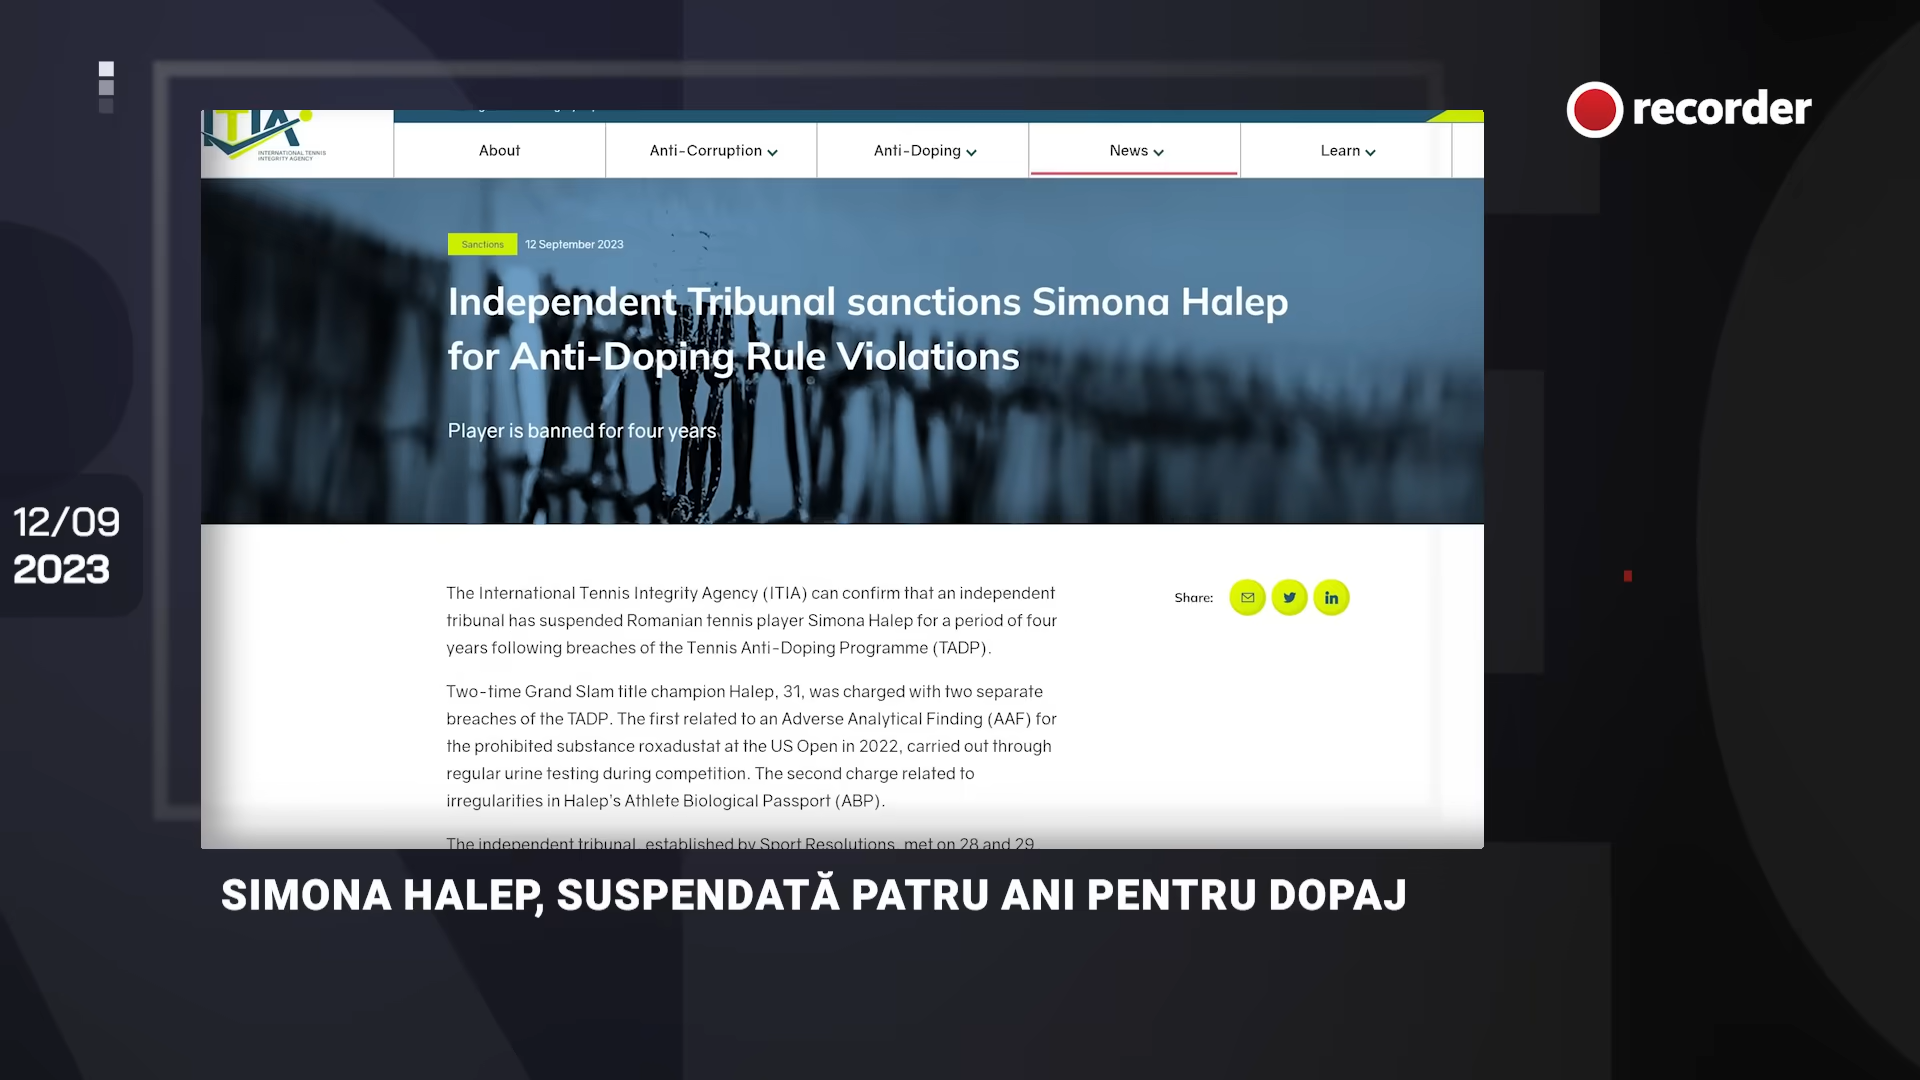 recorder
ITIA
INTERNATIONAL TENNIS
INTEGRITY AGENCY
About
Anti-Corruption
Anti-Doping
News
Learn
Sanctions
12 September 2023
Independent Tribunal sanctions Simona Halep
for Anti-Doping Rule Violations
Player is banned for four years
12/09
2023
The International Tennis Integrity Agency (ITIA) can confirm that an independent
tribunal has suspended Romanian tennis player Simona Halep for a period of four
years following breaches of the Tennis Anti-Doping Programme (TADP).
Share:
Two-time Grand Slam title champion Halep, 31, was charged with two separate
breaches of the TADP. The first related to an Adverse Analytical Finding (AAF) for
the prohibited substance roxadustat at the US Open in 2022, carried out through
regular urine testing during competition. The second charge related to
irregularities in Halep's Athlete Biological Passport (ABP).
The independent tribunal, established by Sport Resolutions, met on 28 and 29
SIMONA HALEP, SUSPENDATĂ PATRU ANI PENTRU DOPAJ